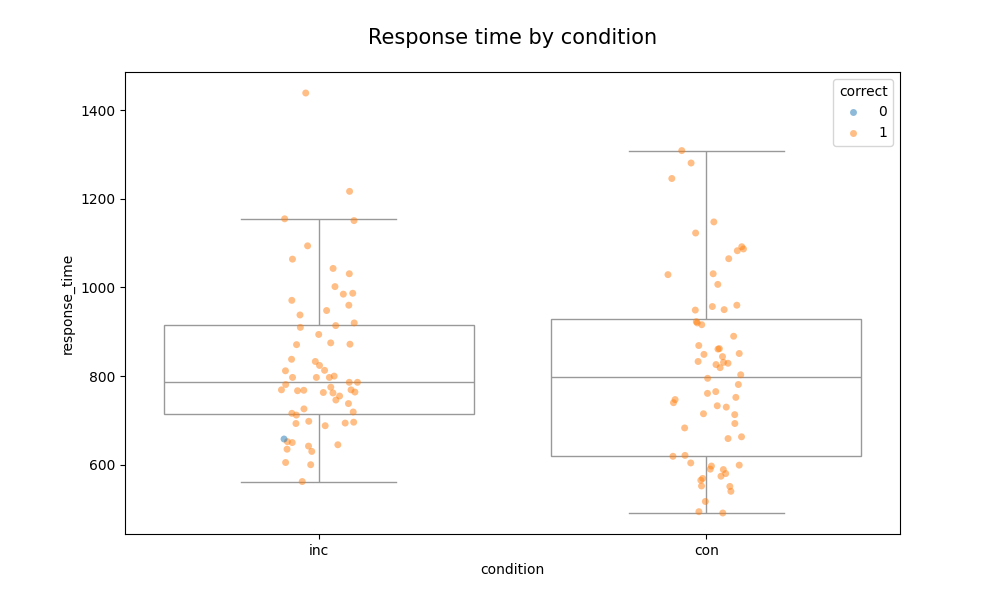 Response time by condition
correct
0
1
1400
1200
1000
800
600
response_time
inc
con
condition